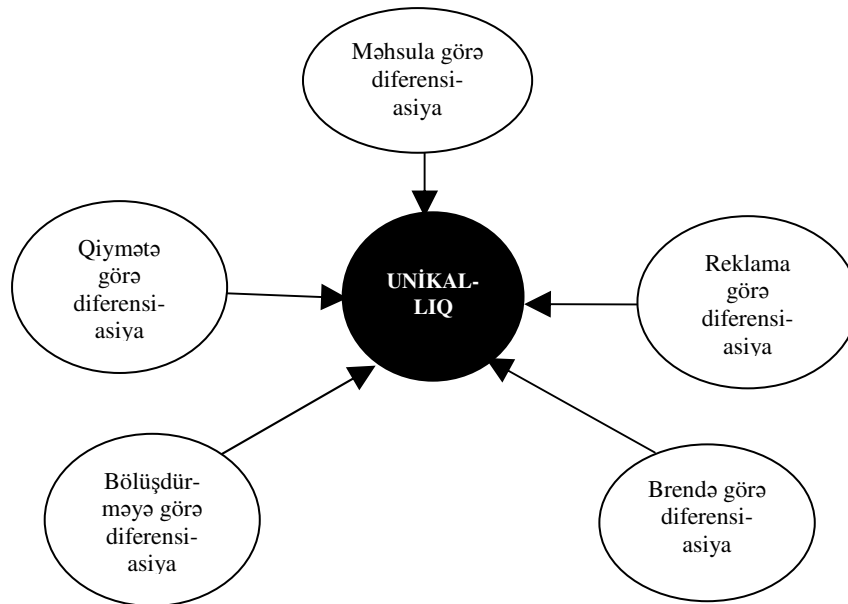 Məhsula görə
diferensi-
asiya
Qiymətə
görə
diferensi-
asiya
UNİKAL-
LIQ
Reklama
görə
diferensi-
asiya
Bölüşdür-
məyə görə
diferensi-
asiya
Brendə görə
diferensi-
asiya